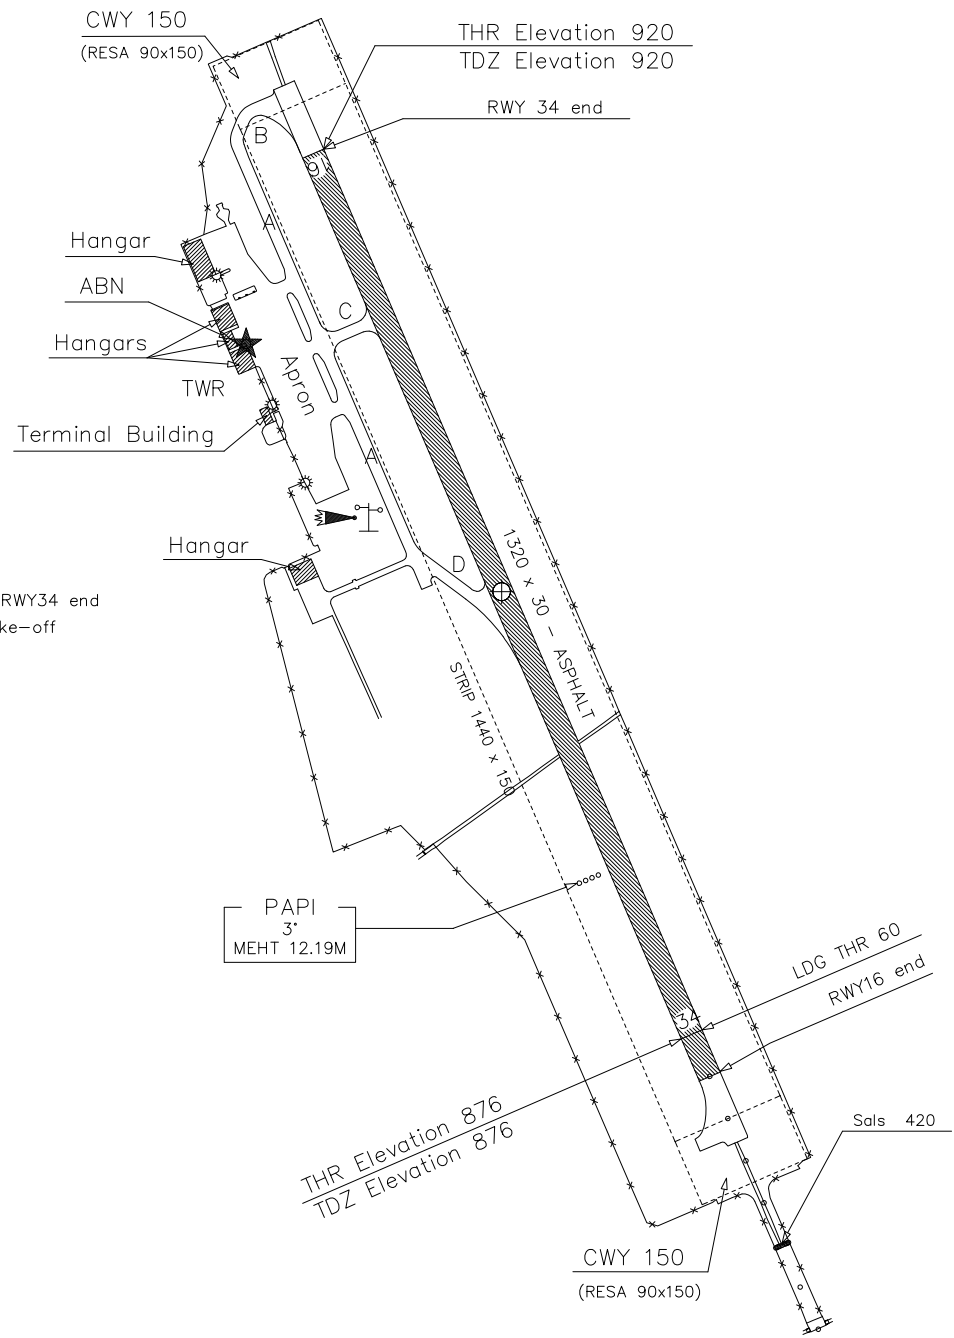 CWY 150
(RESA 90x150)
THR Elevation 920
TDZ Elevation 920
RWY 34 end
B
16
A
Hangar
ABN
C
Hangars
Apron
TWR
Terminal Building
A
Hangar
D
1320 x 30 – ASPHALT
RWY34 end
ke–off
STRIP 1440 x 150
PAPI
3°
MEHT 12.19M
LDG THR 60
RWY16 end
34
THR Elevation 876
TDZ Elevation 876
Sals 420
CWY 150
(RESA 90x150)